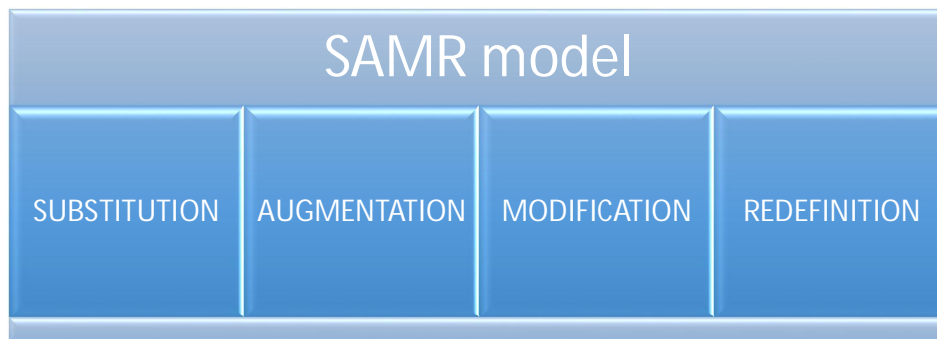 SAMR model
SUBSTITUTION AUGMENTATION MODIFICATION REDEFINITION